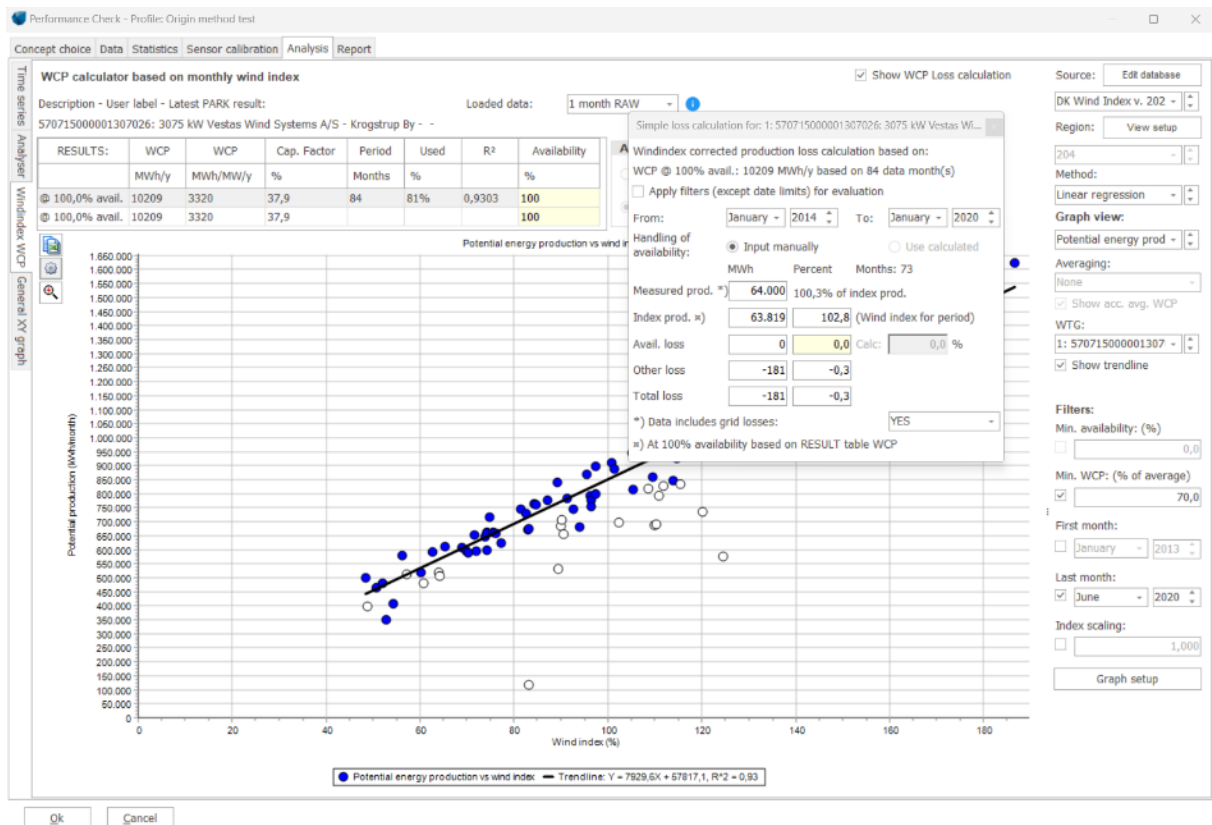 Performance Check - Profile: Origin method test
Concept choice Data Statistics Sensor calibration Analysis Report
Time series
Analyser
Windindex WCP
General XY graph
WCP calculator based on monthly wind index
Show WCP Loss calculation
Description - User label - Latest PARK result:
Loaded data: 1 month RAW
570715000001307026: 3075 kW Vestas Wind Systems A/S - Krogstrup By - -
RESULTS: WCP WCP Cap. Factor Period Used R² Availability
MWh/y MWh/MW/y % Months % %
@ 100,0% avail. 10209 3320 37,9 84 81% 0,9303 100
@ 100,0% avail. 10209 3320 37,9 100
A
Potential energy production vs wind in
1.650.000
1.600.000
1.550.000
1.500.000
1.450.000
1.400.000
1.350.000
1.300.000
1.250.000
1.200.000
1.150.000
1.100.000
1.050.000
1.000.000
950.000
900.000
850.000
800.000
750.000
700.000
650.000
600.000
550.000
500.000
450.000
400.000
350.000
300.000
250.000
200.000
150.000
100.000
50.000
0
Potential production (kWh/month)
0 20 40 60 80 100 120 140 160 180
Wind index (%)
Potential energy production vs wind index Trendline: Y = 7929,6X + 57817,1, R^2 = 0,93
Simple loss calculation for: 1: 570715000001307026: 3075 kW Vestas Wind Systems A/S - Wi...
Windindex corrected production loss calculation based on:
WCP @ 100% avail.: 10209 MWh/y based on 84 data month(s)
Apply filters (except date limits) for evaluation
From: January 2014 To: January 2020
Handling of availability: Input manually Use calculated
MWh Percent Months: 73
Measured prod. *) 64.000 100,3% of index prod.
Index prod. ¤) 63.819 102,8 (Wind index for period)
Avail. loss 0 0,0 Calc: 0,0 %
Other loss -181 -0,3
Total loss -181 -0,3
*) Data includes grid losses: YES
¤) At 100% availability based on RESULT table WCP
Source: Edit database
DK Wind Index v. 202
Region: View setup
204
Method:
Linear regression
Graph view:
Potential energy prod
Averaging:
None
Show acc. avg. WCP
WTG:
1: 570715000001307
Show trendline
Filters:
Min. availability: (%)
0,0
Min. WCP: (% of average)
70,0
First month:
January 2013
Last month:
June 2020
Index scaling:
1,000
Graph setup
Ok Cancel